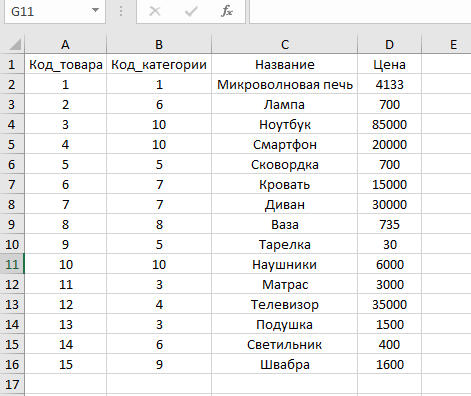 G11 fx
A B C D E
1 Код_товара Код_категории Название Цена
2 1 1 Микроволновая печь 4133
3 2 6 Лампа 700
4 3 10 Ноутбук 85000
5 4 10 Смартфон 20000
6 5 5 Сковордка 700
7 6 7 Кровать 15000
8 7 7 Диван 30000
9 8 8 Ваза 735
10 9 5 Тарелка 30
11 10 10 Наушники 6000
12 11 3 Матрас 3000
13 12 4 Телевизор 35000
14 13 3 Подушка 1500
15 14 6 Светильник 400
16 15 9 Швабра 1600
17